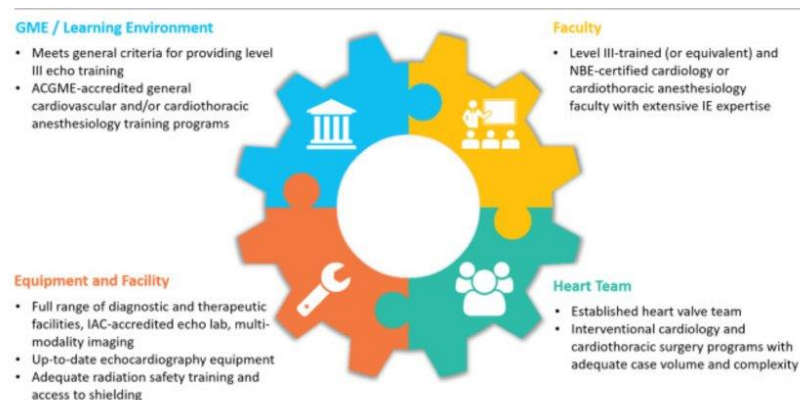 GME / Learning Environment
• Meets general criteria for providing level
III echo training
• ACGME-accredited general
cardiovascular and/or cardiothoracic
anesthesiology training programs
Faculty
• Level III-trained (or equivalent) and
NBE-certified cardiology or
cardiothoracic anesthesiology
faculty with extensive IE expertise
Equipment and Facility
• Full range of diagnostic and therapeutic
facilities, IAC-accredited echo lab, multi-
modality imaging
• Up-to-date echocardiography equipment
• Adequate radiation safety training and
access to shielding
Heart Team
• Established heart valve team
• Interventional cardiology and
cardiothoracic surgery programs with
adequate case volume and complexity